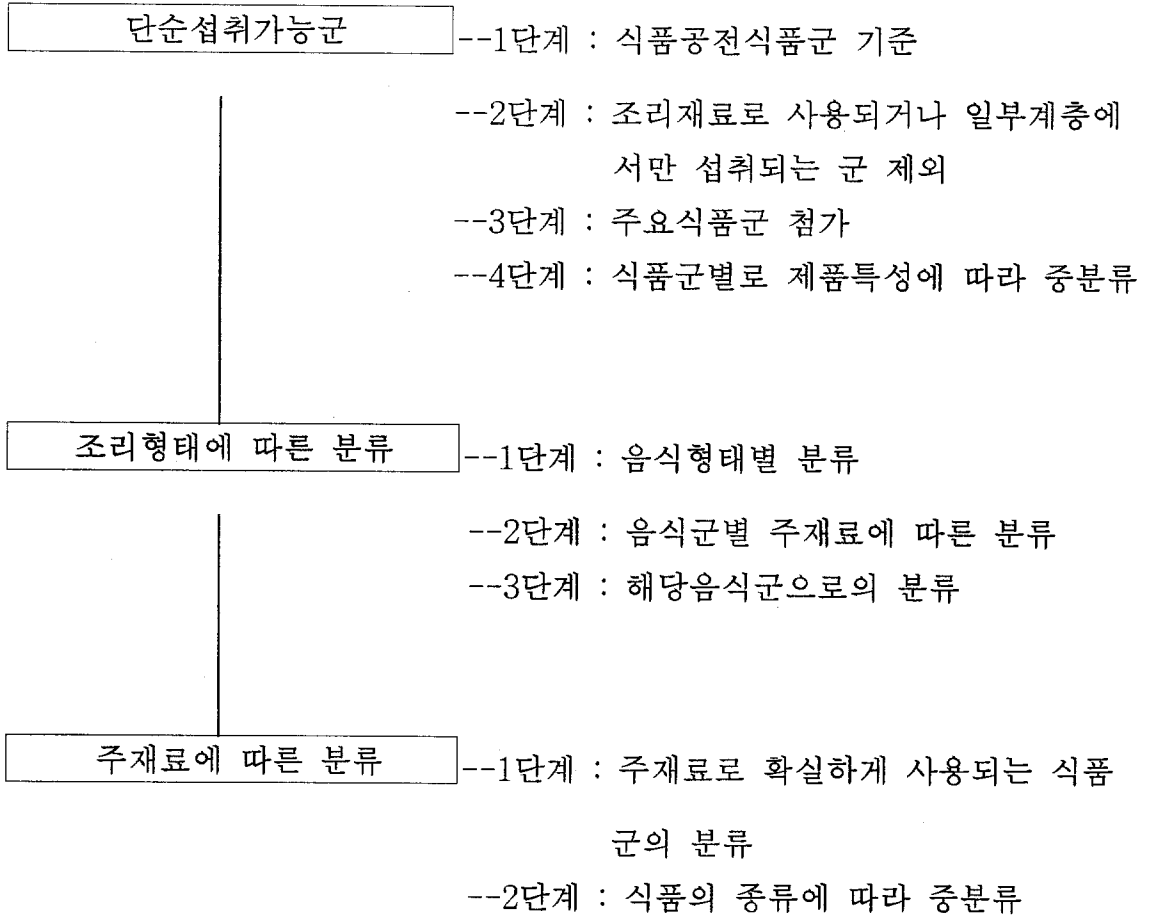 단순섭취가능군 --1단계 : 식품공전식품군 기준
--2단계 : 조리재료로 사용되거나 일부계층에
서만 섭취되는 군 제외
--3단계 : 주요식품군 첨가
--4단계 : 식품군별로 제품특성에 따라 중분류
조리형태에 따른 분류 --1단계 : 음식형태별 분류
--2단계 : 음식군별 주재료에 따른 분류
--3단계 : 해당음식군으로의 분류
주재료에 따른 분류 --1단계 : 주재료로 확실하게 사용되는 식품
군의 분류
--2단계 : 식품의 종류에 따라 중분류